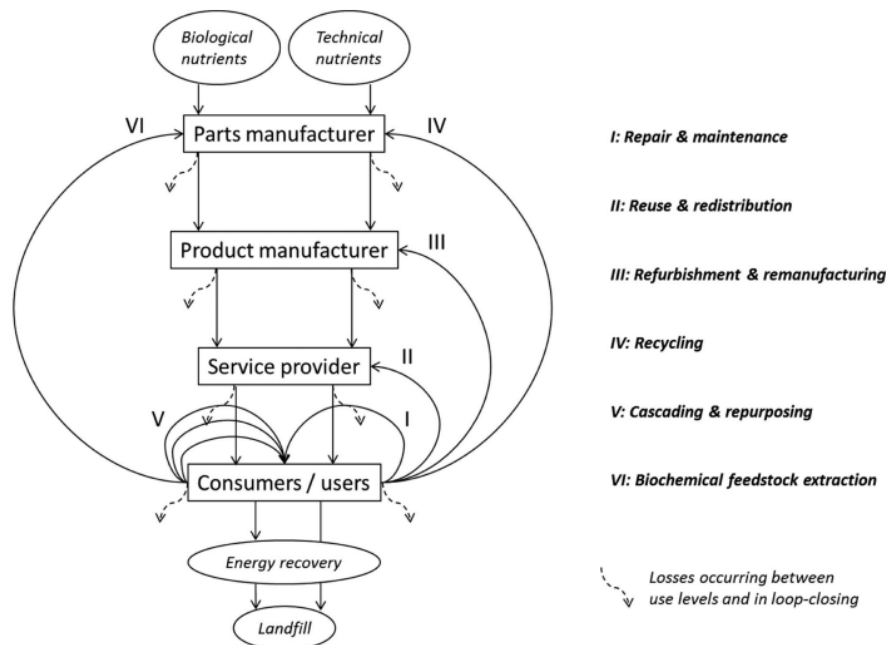 Biological
nutrients
Technical
nutrients
VI
Parts manufacturer
IV
I: Repair & maintenance
II: Reuse & redistribution
Product manufacturer
III
III: Refurbishment & remanufacturing
Service provider
II
IV: Recycling
V
I
V: Cascading & repurposing
Consumers / users
VI: Biochemical feedstock extraction
Energy recovery
Losses occurring between
use levels and in loop-closing
Landfill